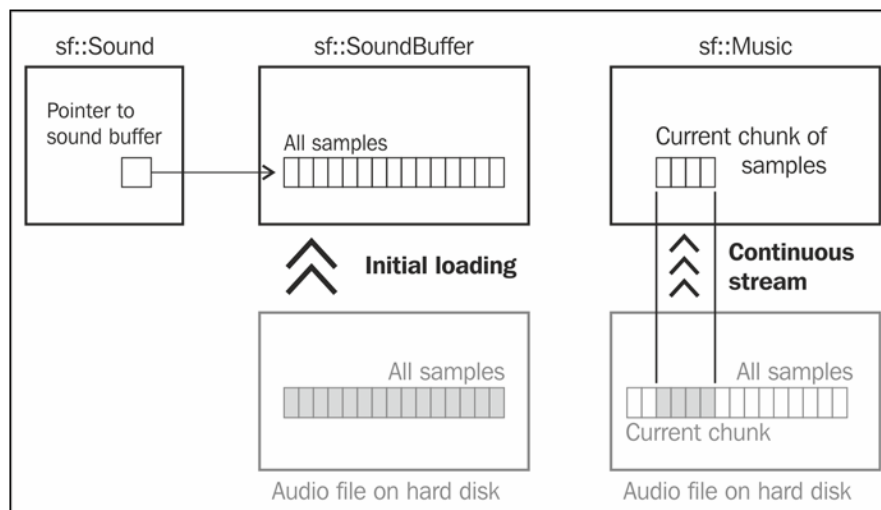 sf::Sound
sf::SoundBuffer
sf::Music
Pointer to
sound buffer
All samples
Current chunk of
samples
Initial loading
Continuous
stream
All samples
All samples
Current chunk
Audio file on hard disk
Audio file on hard disk